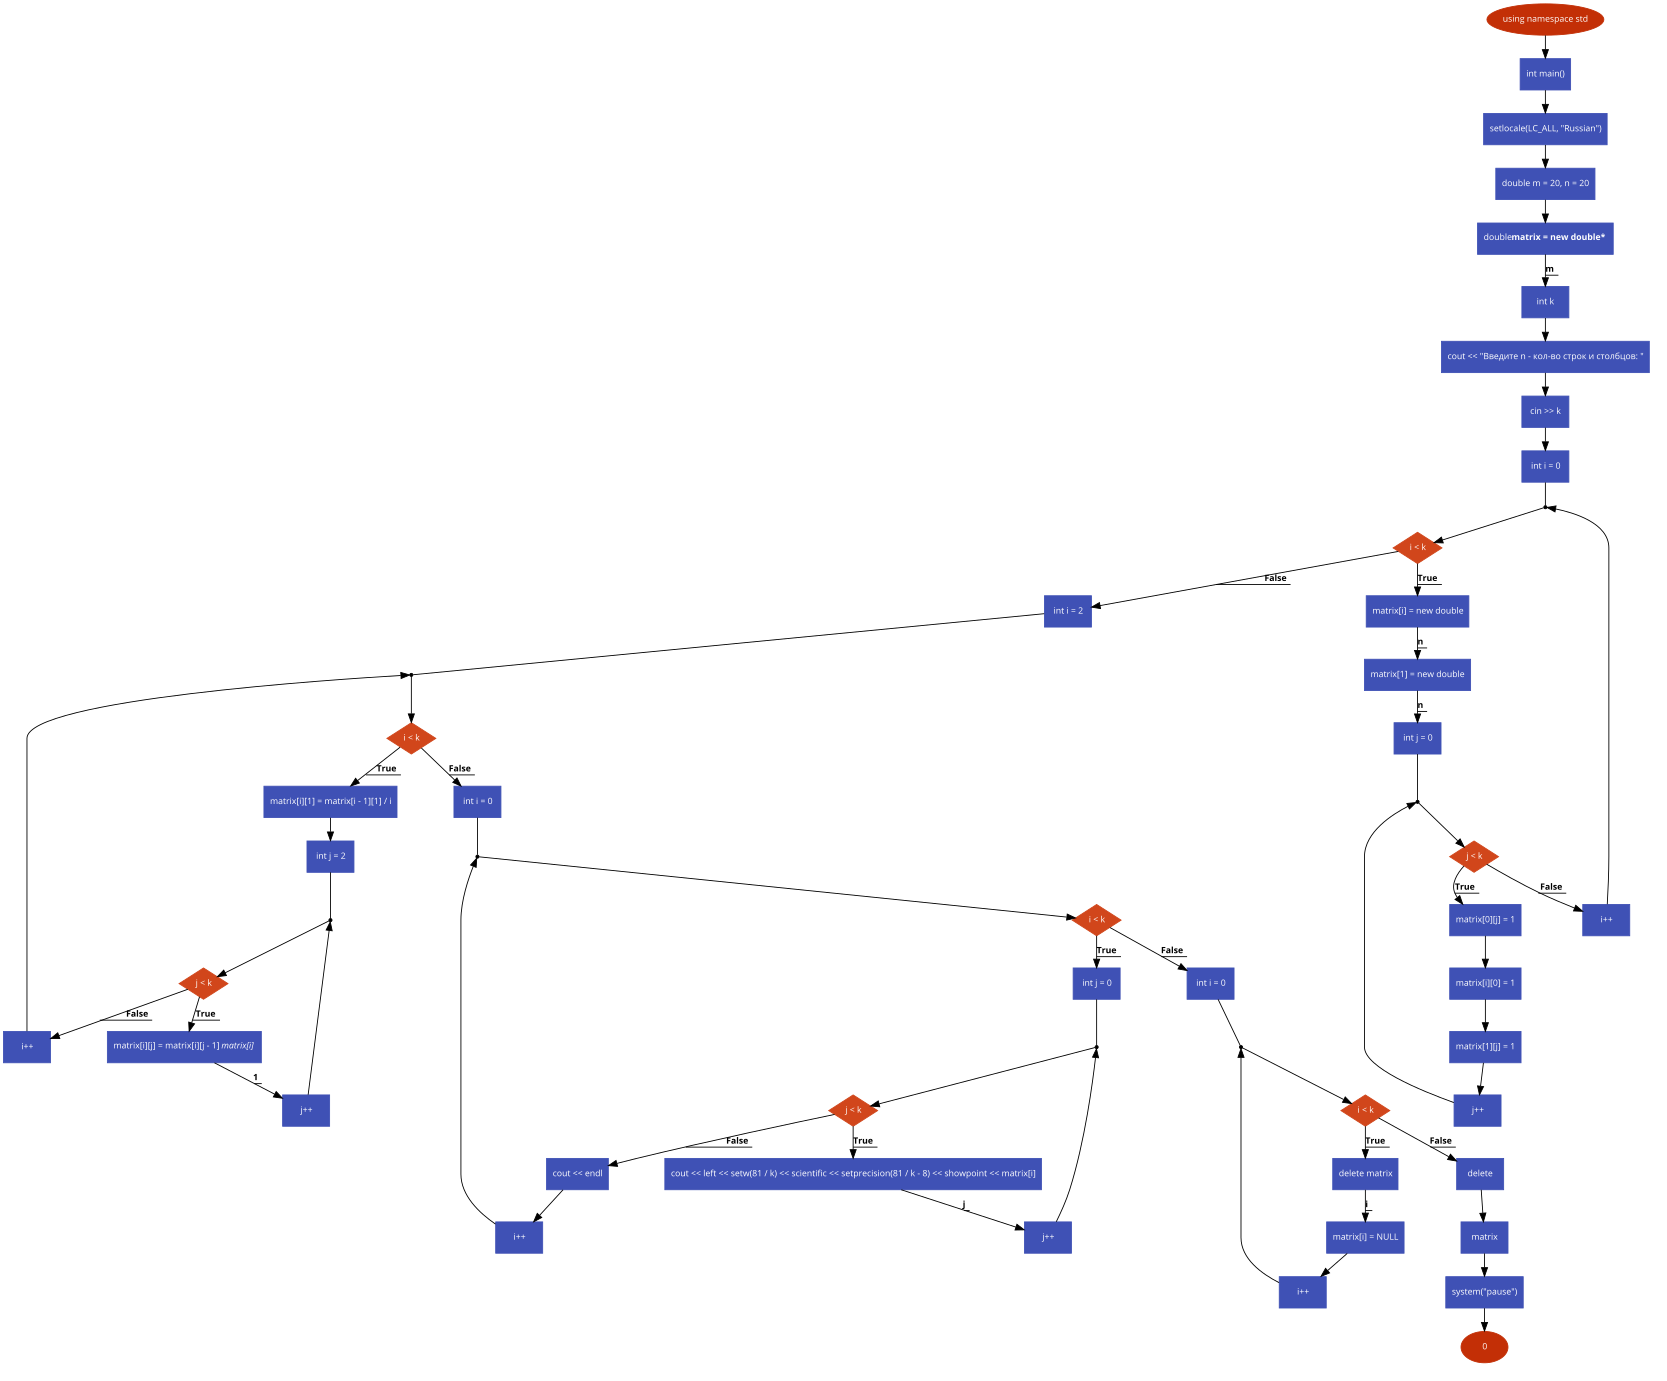 using namespace std
int main()
setlocale(LC_ALL, "Russian")
double m = 20, n = 20
doublematrix = new double*
m
int k
cout << "Введите n - кол-во строк и столбцов: "
cin >> k
int i = 0
i < k
False
True
int i = 2
matrix[i] = new double
n
matrix[1] = new double
n
int j = 0
i < k
True
False
matrix[i][1] = matrix[i - 1][1] / i
int i = 0
int j = 2
j < k
True
False
matrix[0][j] = 1
i++
i < k
True
False
j < k
False
True
int j = 0
int i = 0
matrix[i][0] = 1
i++
matrix[i][j] = matrix[i][j - 1] matrix[i]
matrix[1][j] = 1
1
j++
j < k
False
True
i < k
True
False
j++
cout << endl
cout << left << setw(81 / k) << scientific << setprecision(81 / k - 8) << showpoint << matrix[i]
delete matrix
delete
j
i
i++
j++
matrix[i] = NULL
matrix
i++
system("pause")
0